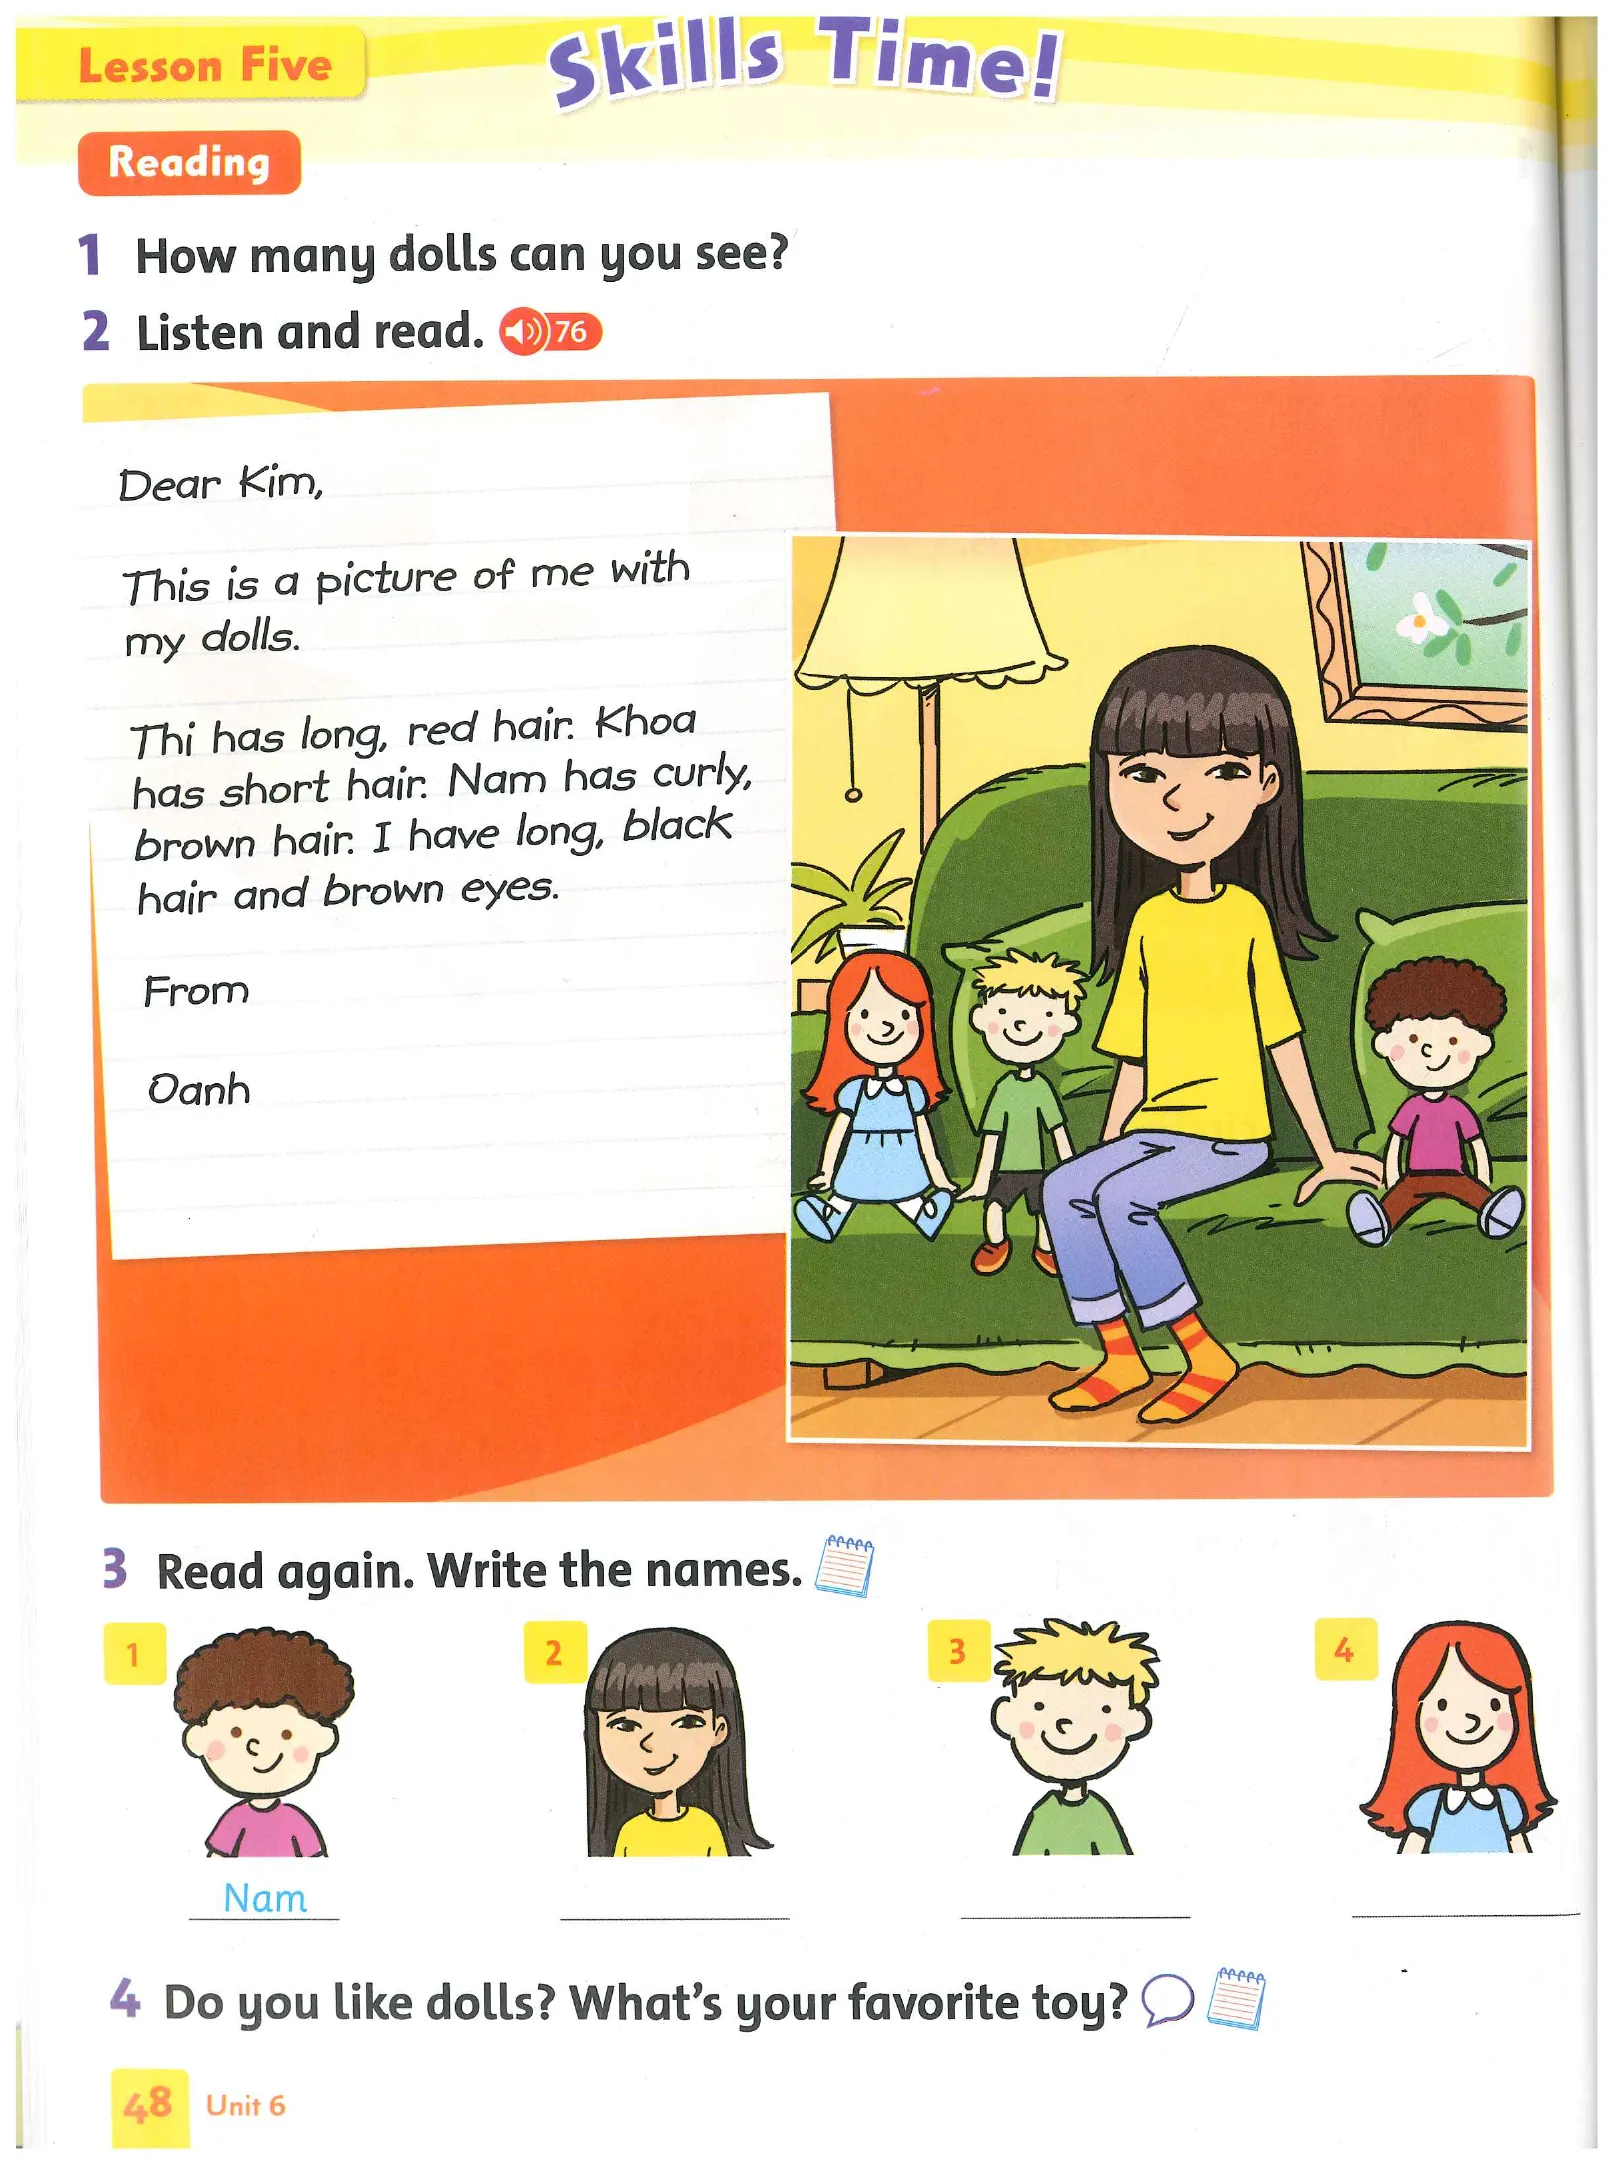 Lesson Five
Skills Time!
Reading
1 How many dolls can you see?
2 Listen and read. 76
Dear Kim,
This is a picture of me with
my dolls.
Thi has long, red hair. Khoa
has short hair. Nam has curly,
brown hair. I have long, black
hair and brown eyes.
From
Oanh
3 Read again. Write the names.
1
2
3
4
Nam
4 Do you like dolls? What's your favorite toy?
48 Unit 6